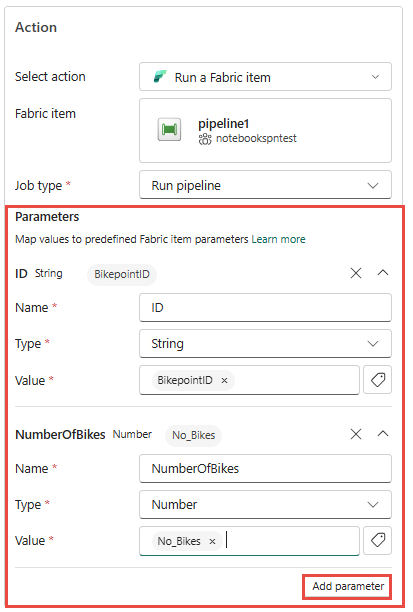 Action
Select action Run a Fabric item
Fabric item pipeline1
notebookspntest
Job type * Run pipeline
Parameters
Map values to predefined Fabric item parameters Learn more
ID String BikepointID
Name * ID
Type * String
Value * BikepointID ×
NumberOfBikes Number No_Bikes
Name * NumberOfBikes
Type * Number
Value * No_Bikes ×
Add parameter